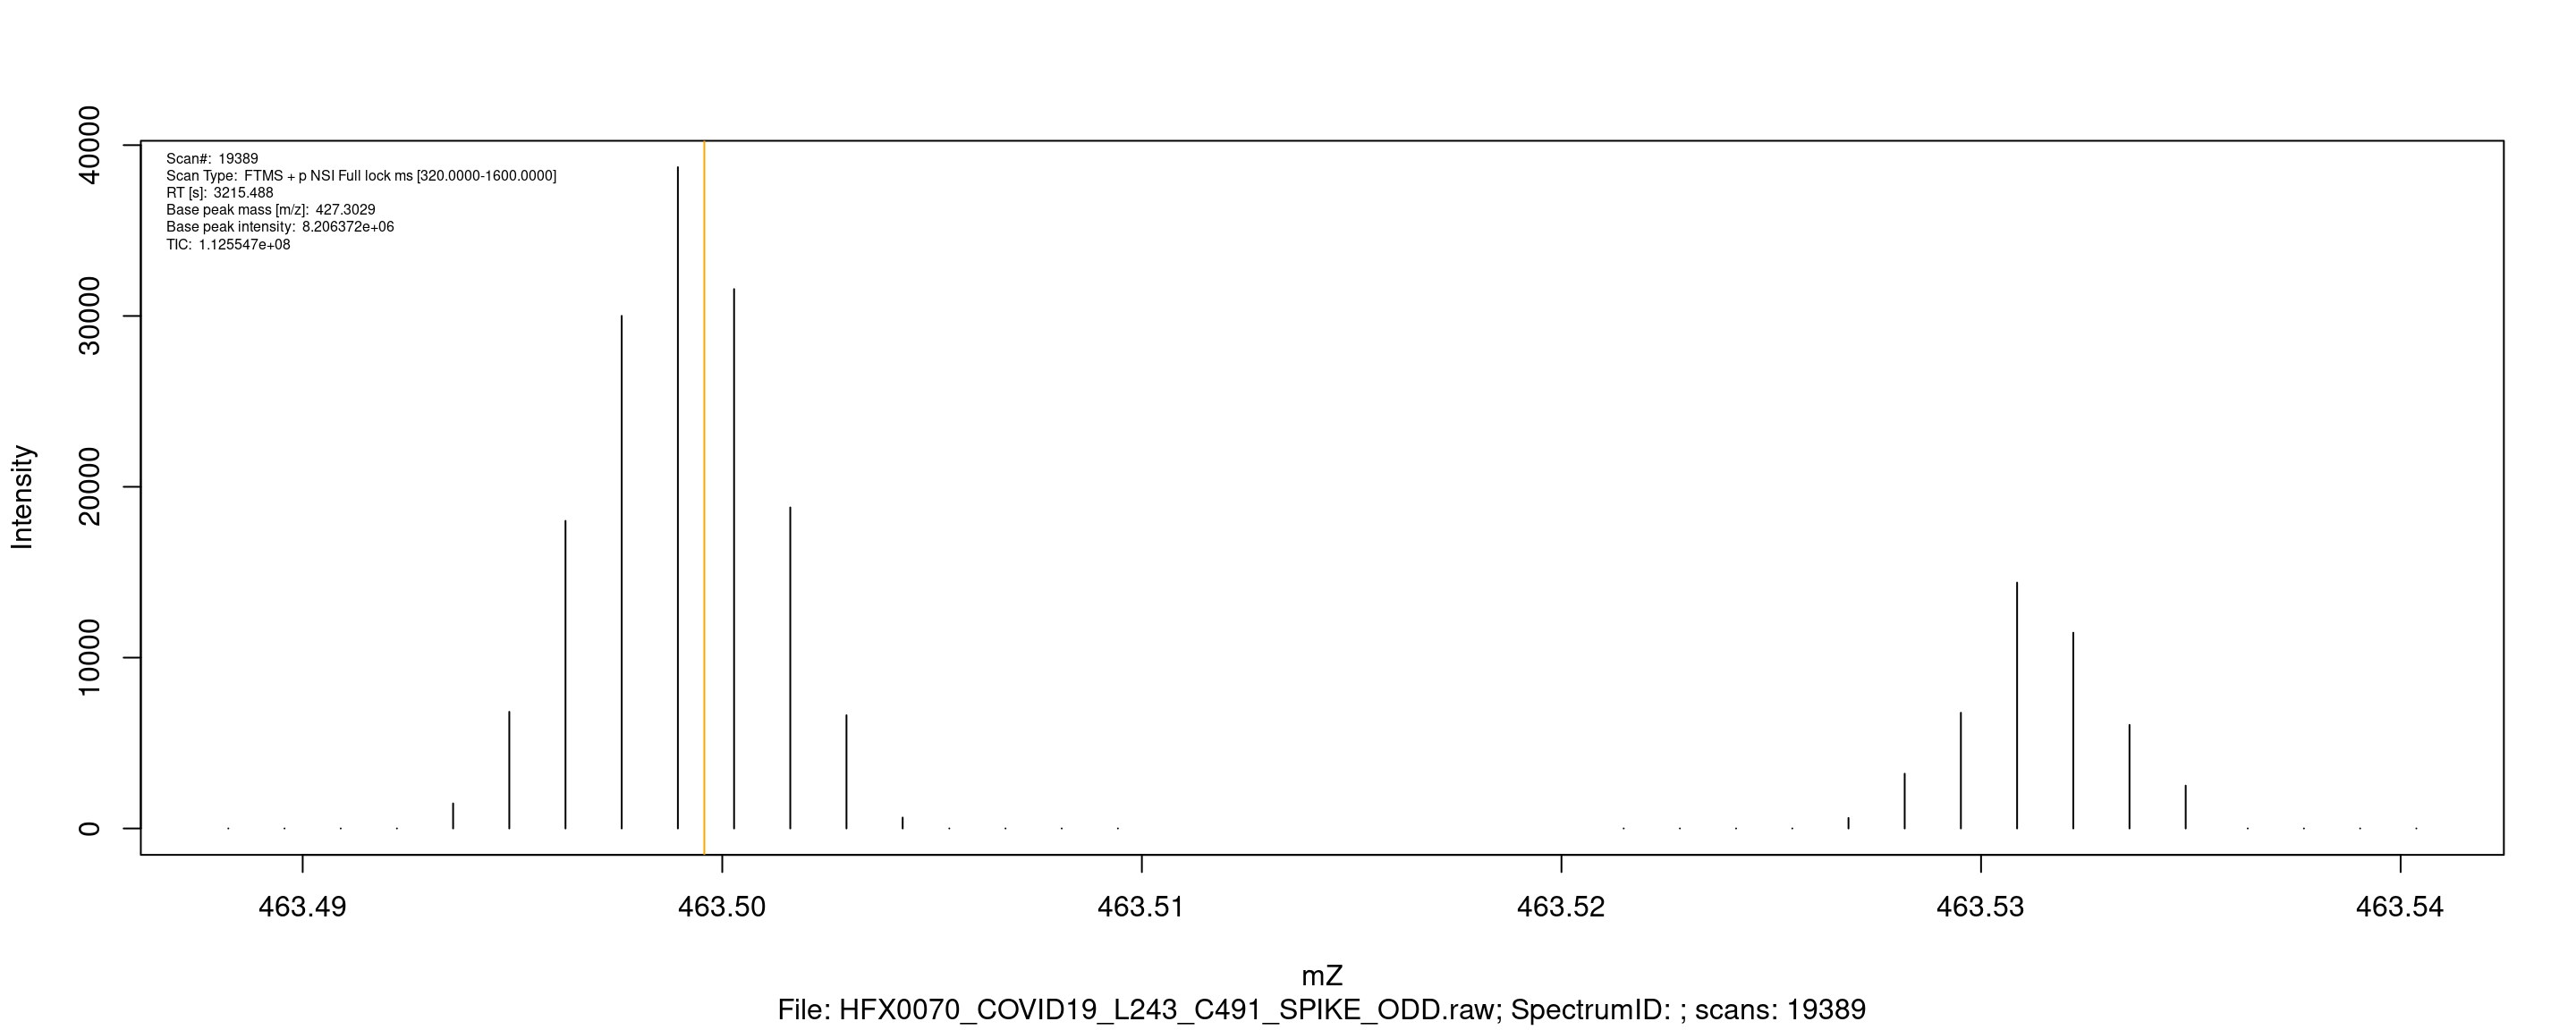 Scan#: 19389
Scan Type: FTMS + p NSI Full lock ms [320.0000-1600.0000]
RT [s]: 3215.488
Base peak mass [m/z]: 427.3029
Base peak intensity: 8.206372e+06
TIC: 1.125547e+08
40000
30000
20000
10000
0
Intensity
463.49 463.50 463.51 463.52 463.53 463.54
mZ
File: HFX0070_COVID19_L243_C491_SPIKE_ODD.raw; SpectrumID: ; scans: 19389